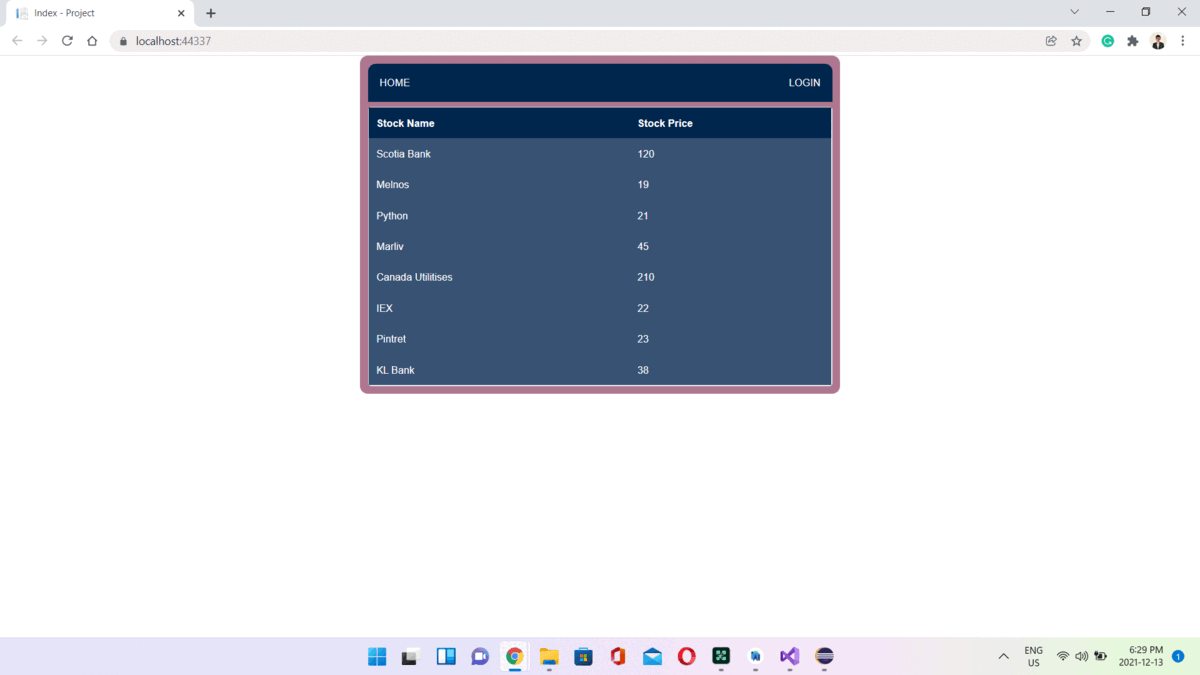 Index - Project
localhost:44337
HOME LOGIN
Stock Name Stock Price
Scotia Bank 120
Melnos 19
Python 21
Marliv 45
Canada Utilitises 210
IEX 22
Pintret 23
KL Bank 38
ENG 6:29 PM
US 2021-12-13 1